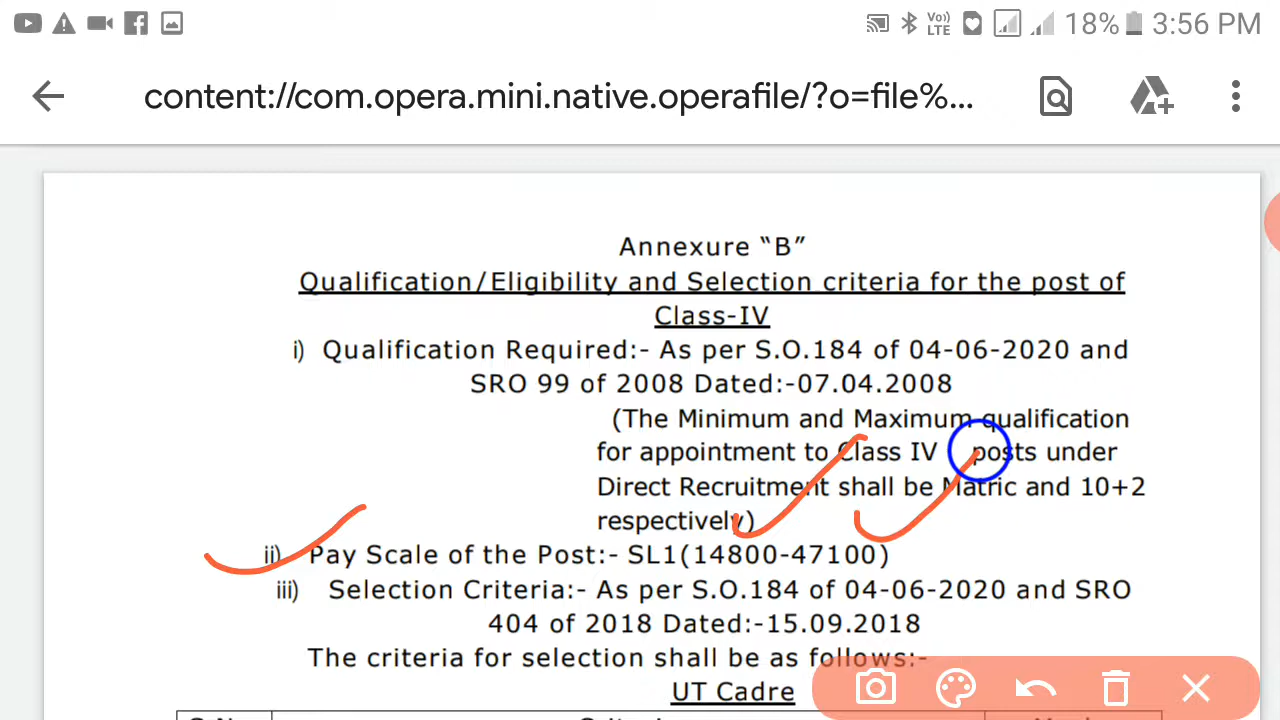 Vo)
LTE
18% 3:56 PM
content://com.opera.mini.native.operafile/?o=file%...
Annexure “B”
Qualification/Eligibility and Selection criteria for the post of
Class-IV
i) Qualification Required:- As per S.O.184 of 04-06-2020 and
SRO 99 of 2008 Dated:-07.04.2008
(The Minimum and Maximum qualification
for appointment to Class IV posts under
Direct Recruitment shall be Matric and 10+2
respectively)
ii) Pay Scale of the Post:- SL1(14800-47100)
iii) Selection Criteria:- As per S.O.184 of 04-06-2020 and SRO
404 of 2018 Dated:-15.09.2018
The criteria for selection shall be as follows:-
UT Cadre